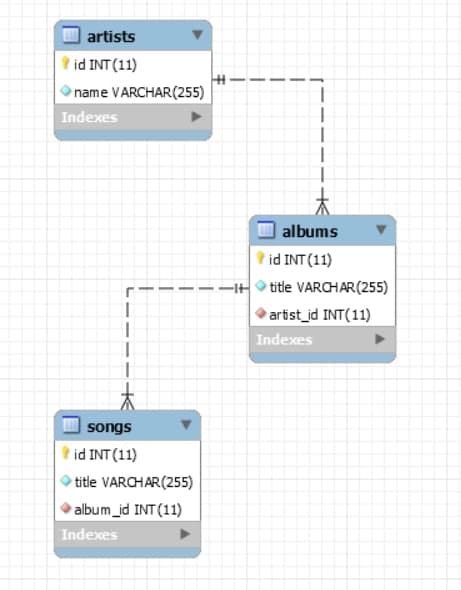 artists
id INT(11)
name VARCHAR(255)
Indexes
albums
id INT(11)
title VARCHAR(255)
artist_id INT(11)
Indexes
songs
id INT(11)
title VARCHAR(255)
album_id INT(11)
Indexes